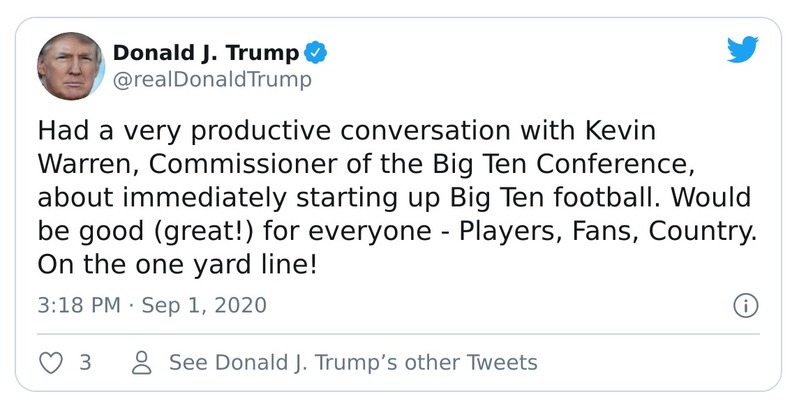 Donald J. Trump
@realDonaldTrump
Had a very productive conversation with Kevin
Warren, Commissioner of the Big Ten Conference,
about immediately starting up Big Ten football. Would
be good (great!) for everyone - Players, Fans, Country.
On the one yard line!
3:18 PM · Sep 1, 2020
3 See Donald J. Trump’s other Tweets